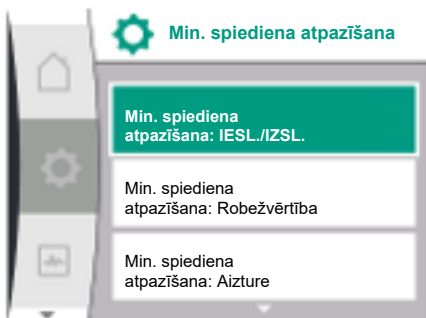 Min. spiediena atpazīšana
Min. spiediena
atpazīšana: IESL./IZSL.
Min. spiediena
atpazīšana: Robežvērtība
Min. spiediena
atpazīšana: Aizture